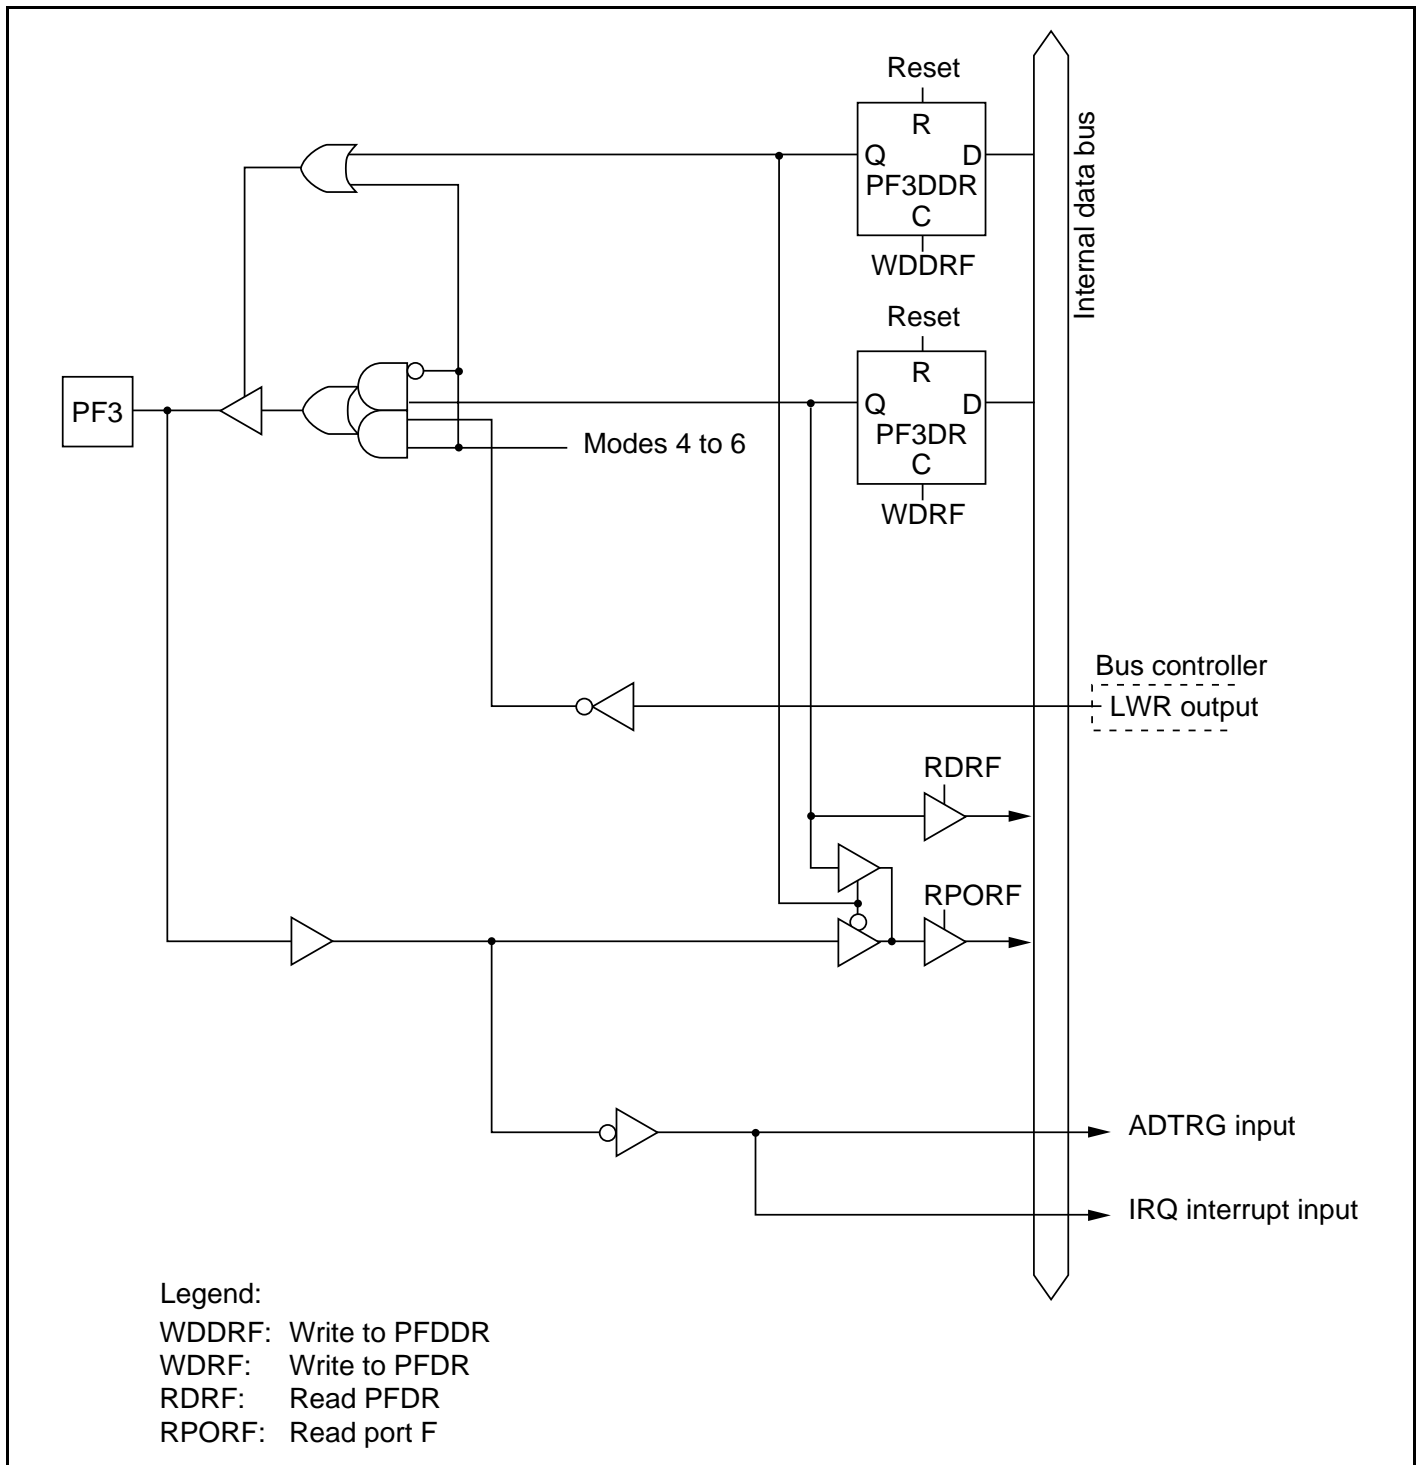 Reset
R
Q D
PF3DDR
C
WDDRF
Internal data bus
Reset
R
Q D
PF3DR
C
WDRF
PF3
Modes 4 to 6
Bus controller
LWR output
RDRF
RPORF
ADTRG input
IRQ interrupt input
Legend:
WDDRF: Write to PFDDR
WDRF: Write to PFDR
RDRF: Read PFDR
RPORF: Read port F